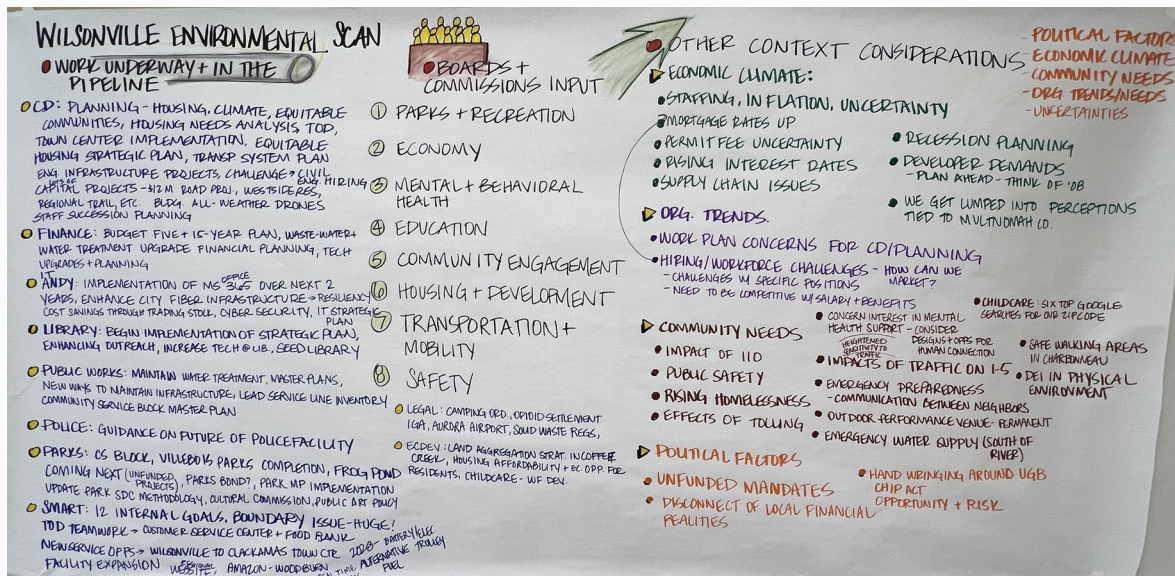 WILSONVILLE ENVIRONMENTAL SCAN
WORK UNDERWAY + IN THE
PIPELINE
CD: PLANNING - HOUSING, CLIMATE, EQUITABLE
COMMUNITIES, HOUSING NEEDS ANALYSIS, TOD,
TOWN CENTER IMPLEMENTATION, EQUITABLE
HOUSING STRATEGIC PLAN, TRANSP SYSTEM PLAN
ENG. INFRASTRUCTURE PROJECTS, CHALLENGE → CIVIL
ENG. HIRING
LOTS OF
CAPITAL PROJECTS - $12M ROAD PROJ., WESTSIDE RES,
REGIONAL TRAIL, ETC. BLDG. ALL-WEATHER DRONES
STAFF SUCCESSION PLANNING
FINANCE: BUDGET FIVE + 15-YEAR PLAN, WASTE-WATER +
WATER TREATMENT UPGRADE FINANCIAL PLANNING, TECH
UPGRADES + PLANNING
I.T.
ANDY: IMPLEMENTATION OF MS OFFICE 365 OVER NEXT 2
YEARS, ENHANCE CITY FIBER INFRASTRUCTURE → RESILIENCY
COST SAVINGS THROUGH TRADING STOCK, CYBER SECURITY, IT STRATEGIC
PLAN
LIBRARY: BEGIN IMPLEMENTATION OF STRATEGIC PLAN,
ENHANCING OUTREACH, INCREASE TECH @ LIB, SEED LIBRARY
PUBLIC WORKS: MAINTAIN WATER TREATMENT, MASTER PLANS,
NEW WAYS TO MAINTAIN INFRASTRUCTURE, LEAD SERVICE LINE INVENTORY
COMMUNITY SERVICE BLOCK MASTER PLAN
POLICE: GUIDANCE ON FUTURE OF POLICE FACILITY
PARKS: CS BLOCK, VILLEBOIS PARKS COMPLETION, FROG POND
COMING NEXT (UNFUNDED PROJECTS), PARKS BOND?, PARK MP IMPLEMENTATION
UPDATE PARK SDC METHODOLOGY, CULTURAL COMMISSION, PUBLIC ART POLICY
SMART: 12 INTERNAL GOALS, BOUNDARY ISSUE-HUGE!
TOD TEAMWORK → CUSTOMER SERVICE CENTER + FOOD BANK
NEW SERVICE OPPS → WILSONVILLE TO CLACKAMAS TOWN CTR 2028 - BATTERY ELEC
FACILITY EXPANSION REGIONAL WEBSITE, AMAZON-WOODBURN TIME ALTERNATIVE TROLLEY
FUEL
BOARDS +
COMMISSIONS INPUT
1 PARKS + RECREATION
2 ECONOMY
3 MENTAL + BEHAVIORAL
HEALTH
4 EDUCATION
5 COMMUNITY ENGAGEMENT
6 HOUSING + DEVELOPMENT
7 TRANSPORTATION +
MOBILITY
8 SAFETY
LEGAL: CAMPING ORD., OPIOID SETTLEMENT
IGA, AURORA AIRPORT, SOLID WASTE REGS,
ECDEV: LAND AGGREGATION STRAT. IN COFFEE
CREEK, HOUSING AFFORDABILITY + EC OPP. FOR
RESIDENTS, CHILDCARE - WF DEV.
OTHER CONTEXT CONSIDERATIONS
- POLITICAL FACTORS
- ECONOMIC CLIMATE
- COMMUNITY NEEDS
- ORG TRENDS/NEEDS
- UNCERTAINTIES
ECONOMIC CLIMATE:
STAFFING, INFLATION, UNCERTAINTY
MORTGAGE RATES UP
PERMIT FEE UNCERTAINTY
RISING INTEREST RATES
SUPPLY CHAIN ISSUES
RECESSION PLANNING
DEVELOPER DEMANDS
- PLAN AHEAD - THINK OF '08
WE GET LUMPED INTO PERCEPTIONS
TIED TO MULTNOMAH CO.
ORG. TRENDS.
WORK PLAN CONCERNS FOR CD/PLANNING
HIRING/WORKFORCE CHALLENGES - HOW CAN WE
MARKET?
- CHALLENGES W/ SPECIFIC POSITIONS
- NEED TO BE COMPETITIVE W/ SALARY + BENEFITS
COMMUNITY NEEDS
IMPACT OF 110
PUBLIC SAFETY
RISING HOMELESSNESS
EFFECTS OF TOLLING
CONCERN INTEREST IN MENTAL
HEALTH SUPPORT - CONSIDER
DESIGNS + OPPS FOR
HUMAN CONNECTION
HEIGHTENED
SENSITIVITY TO
TRAFFIC
IMPACTS OF TRAFFIC ON I-5
EMERGENCY PREPAREDNESS
- COMMUNICATION BETWEEN NEIGHBORS
OUTDOOR PERFORMANCE VENUE - PERMANENT
EMERGENCY WATER SUPPLY (SOUTH OF
RIVER)
CHILDCARE: SIX TOP GOOGLE
SEARCHES FOR OUR ZIPCODE
SAFE WALKING AREAS
IN CHARBONNEAU
DEI IN PHYSICAL
ENVIRONMENT
POLITICAL FACTORS
UNFUNDED MANDATES
DISCONNECT OF LOCAL FINANCIAL
REALITIES
HAND WRINGING AROUND UGB
CHIP ACT
OPPORTUNITY + RISK